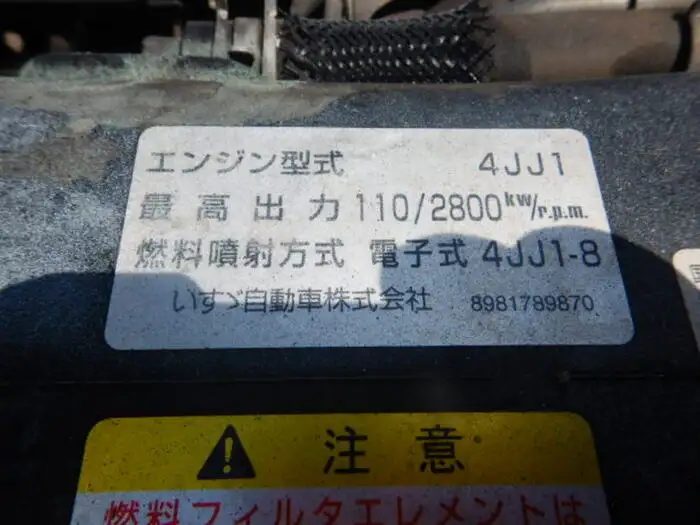 エンジン型式 4JJ1
最高出力 110/2800kW/r.p.m.
燃料噴射方式 電子式 4JJ1-8
いすゞ自動車株式会社 8981789870
注意
燃料フィルタエレメントは